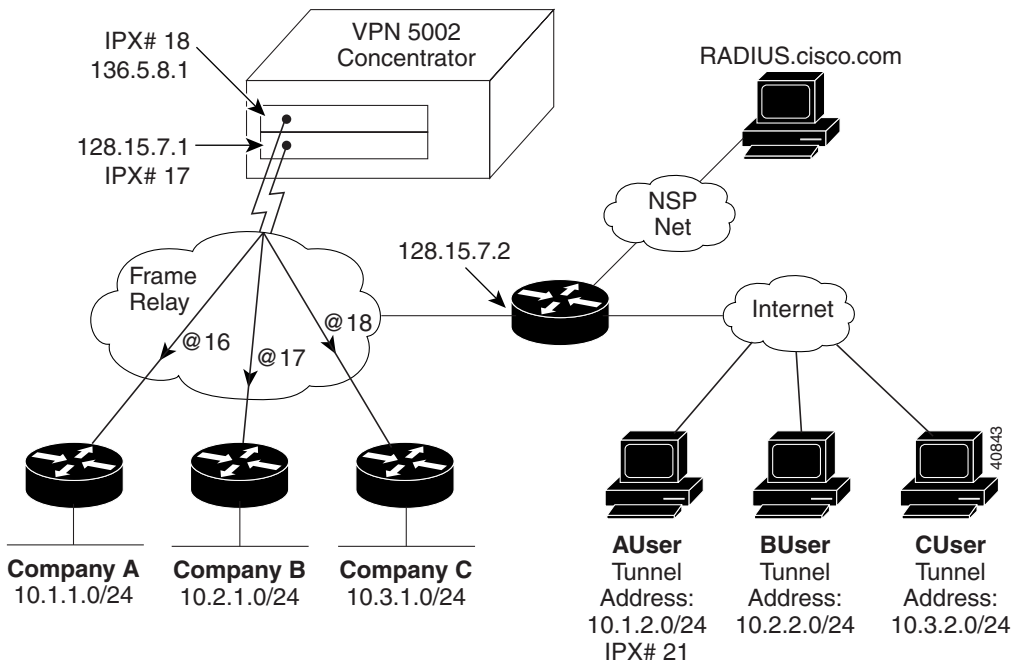 VPN 5002
Concentrator
IPX# 18
136.5.8.1
128.15.7.1
IPX# 17
RADIUS.cisco.com
NSP
Net
128.15.7.2
Frame
Relay
@16
@17
@18
Internet
40843
Company A
10.1.1.0/24
Company B
10.2.1.0/24
Company C
10.3.1.0/24
AUser
Tunnel
Address:
10.1.2.0/24
IPX# 21
BUser
Tunnel
Address:
10.2.2.0/24
CUser
Tunnel
Address:
10.3.2.0/24